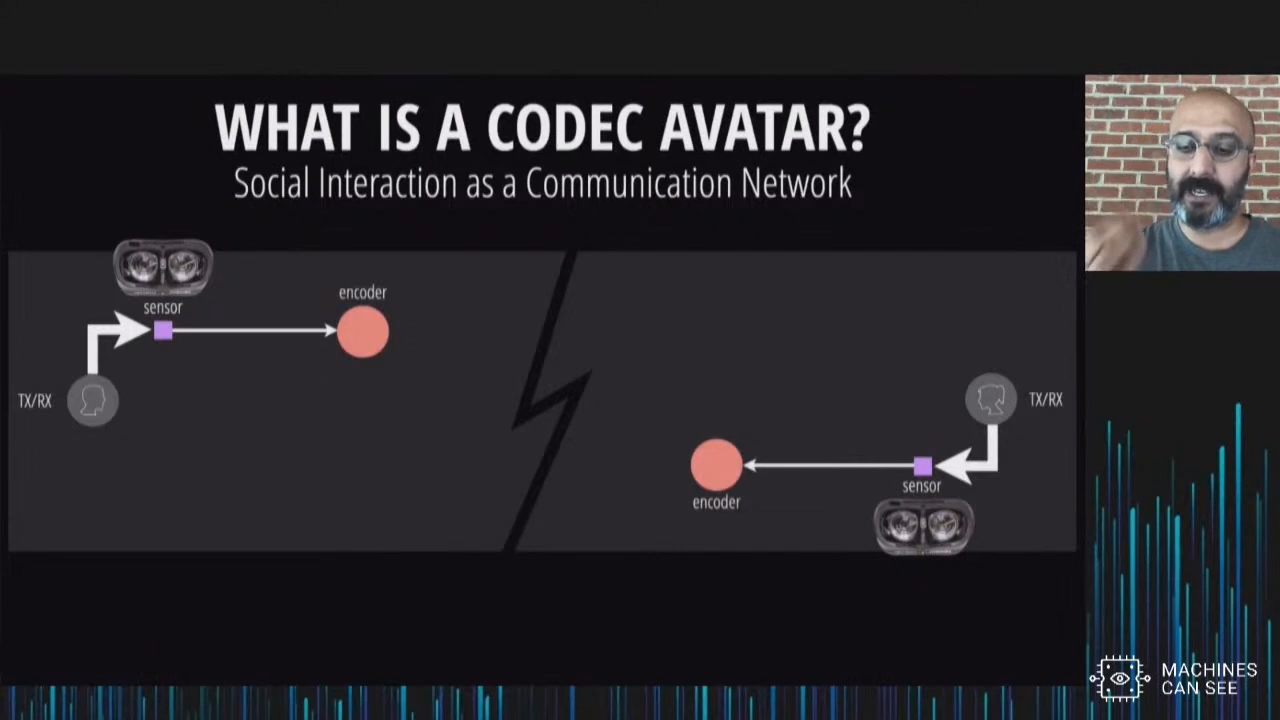 WHAT IS A CODEC AVATAR?
Social Interaction as a Communication Network
encoder
sensor
TX/RX
TX/RX
sensor
encoder
MACHINES
CAN SEE